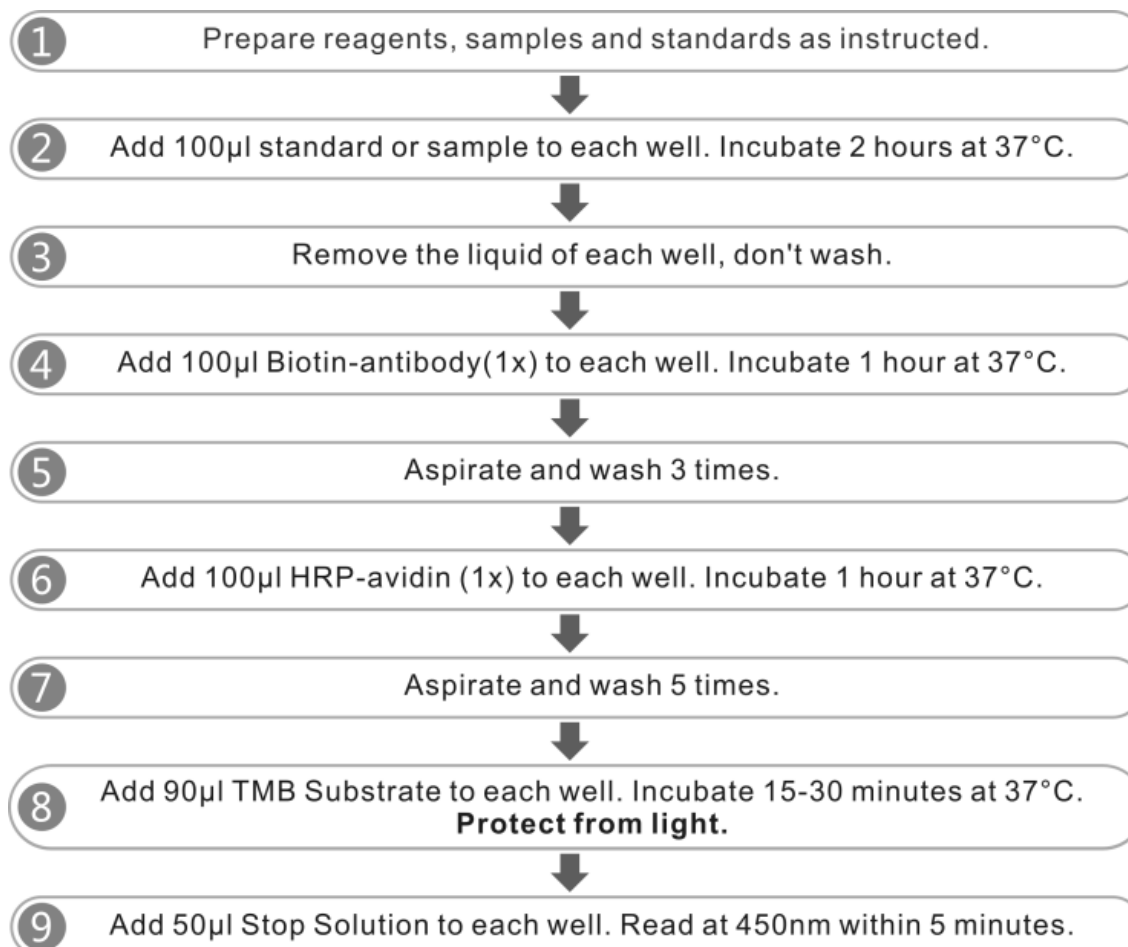 1 Prepare reagents, samples and standards as instructed.
2 Add 100μl standard or sample to each well. Incubate 2 hours at 37°C.
3 Remove the liquid of each well, don't wash.
4 Add 100μl Biotin-antibody(1x) to each well. Incubate 1 hour at 37°C.
5 Aspirate and wash 3 times.
6 Add 100μl HRP-avidin (1x) to each well. Incubate 1 hour at 37°C.
7 Aspirate and wash 5 times.
8 Add 90μl TMB Substrate to each well. Incubate 15-30 minutes at 37°C.
Protect from light.
9 Add 50μl Stop Solution to each well. Read at 450nm within 5 minutes.